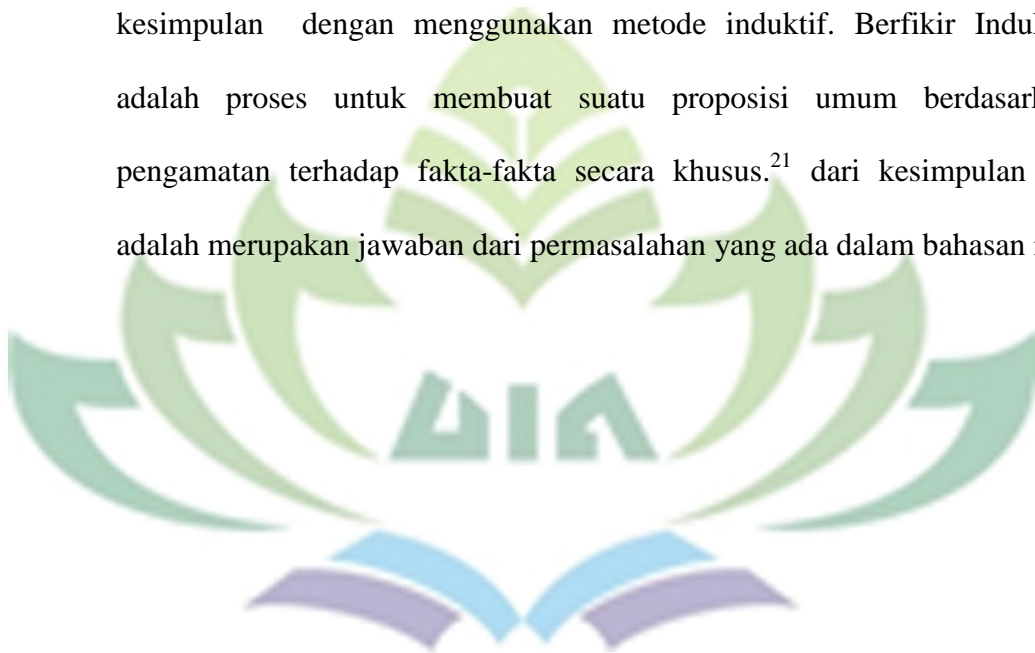 kesimpulan dengan menggunakan metode induktif. Berfikir
adalah proses untuk membuat suatu proposisi umum
pengamatan terhadap fakta-fakta secara khusus.21 dari kesimpulan
adalah merupakan jawaban dari permasalahan yang ada dalam bahasan
UIN